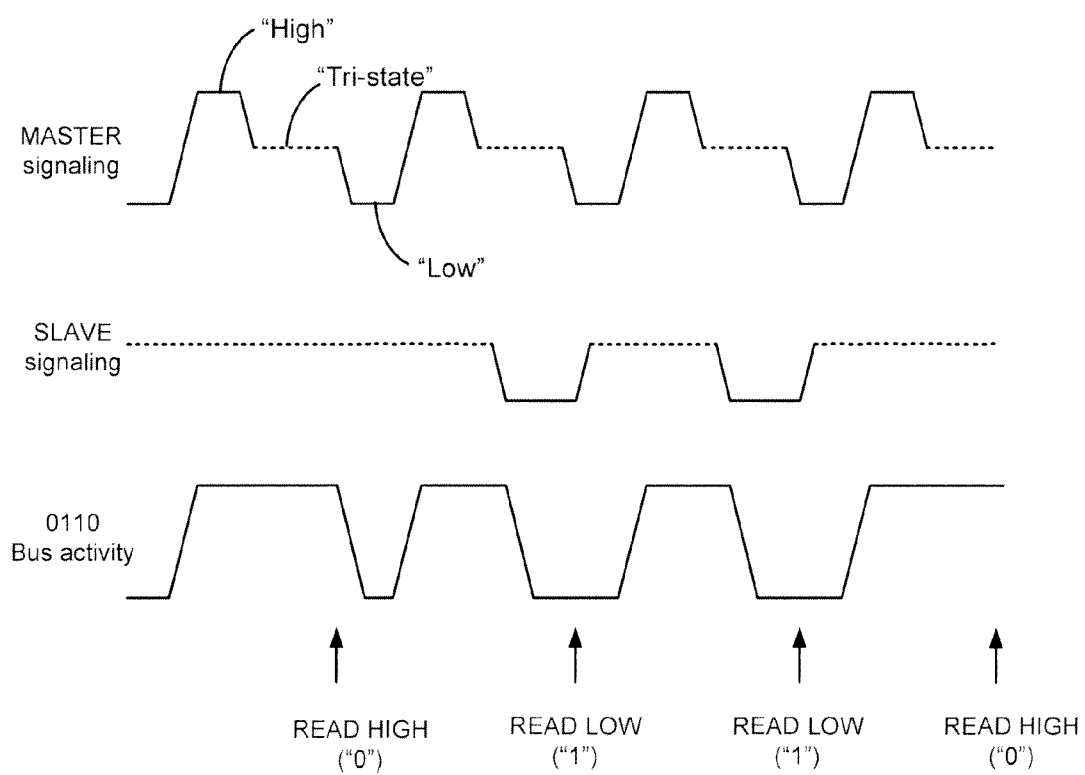 “High”
“Tri-state”
MASTER
signaling
“Low”
SLAVE
signaling
0110
Bus activity
READ HIGH
(“0”)
READ LOW
(“1”)
READ LOW
(“1”)
READ HIGH
(“0”)